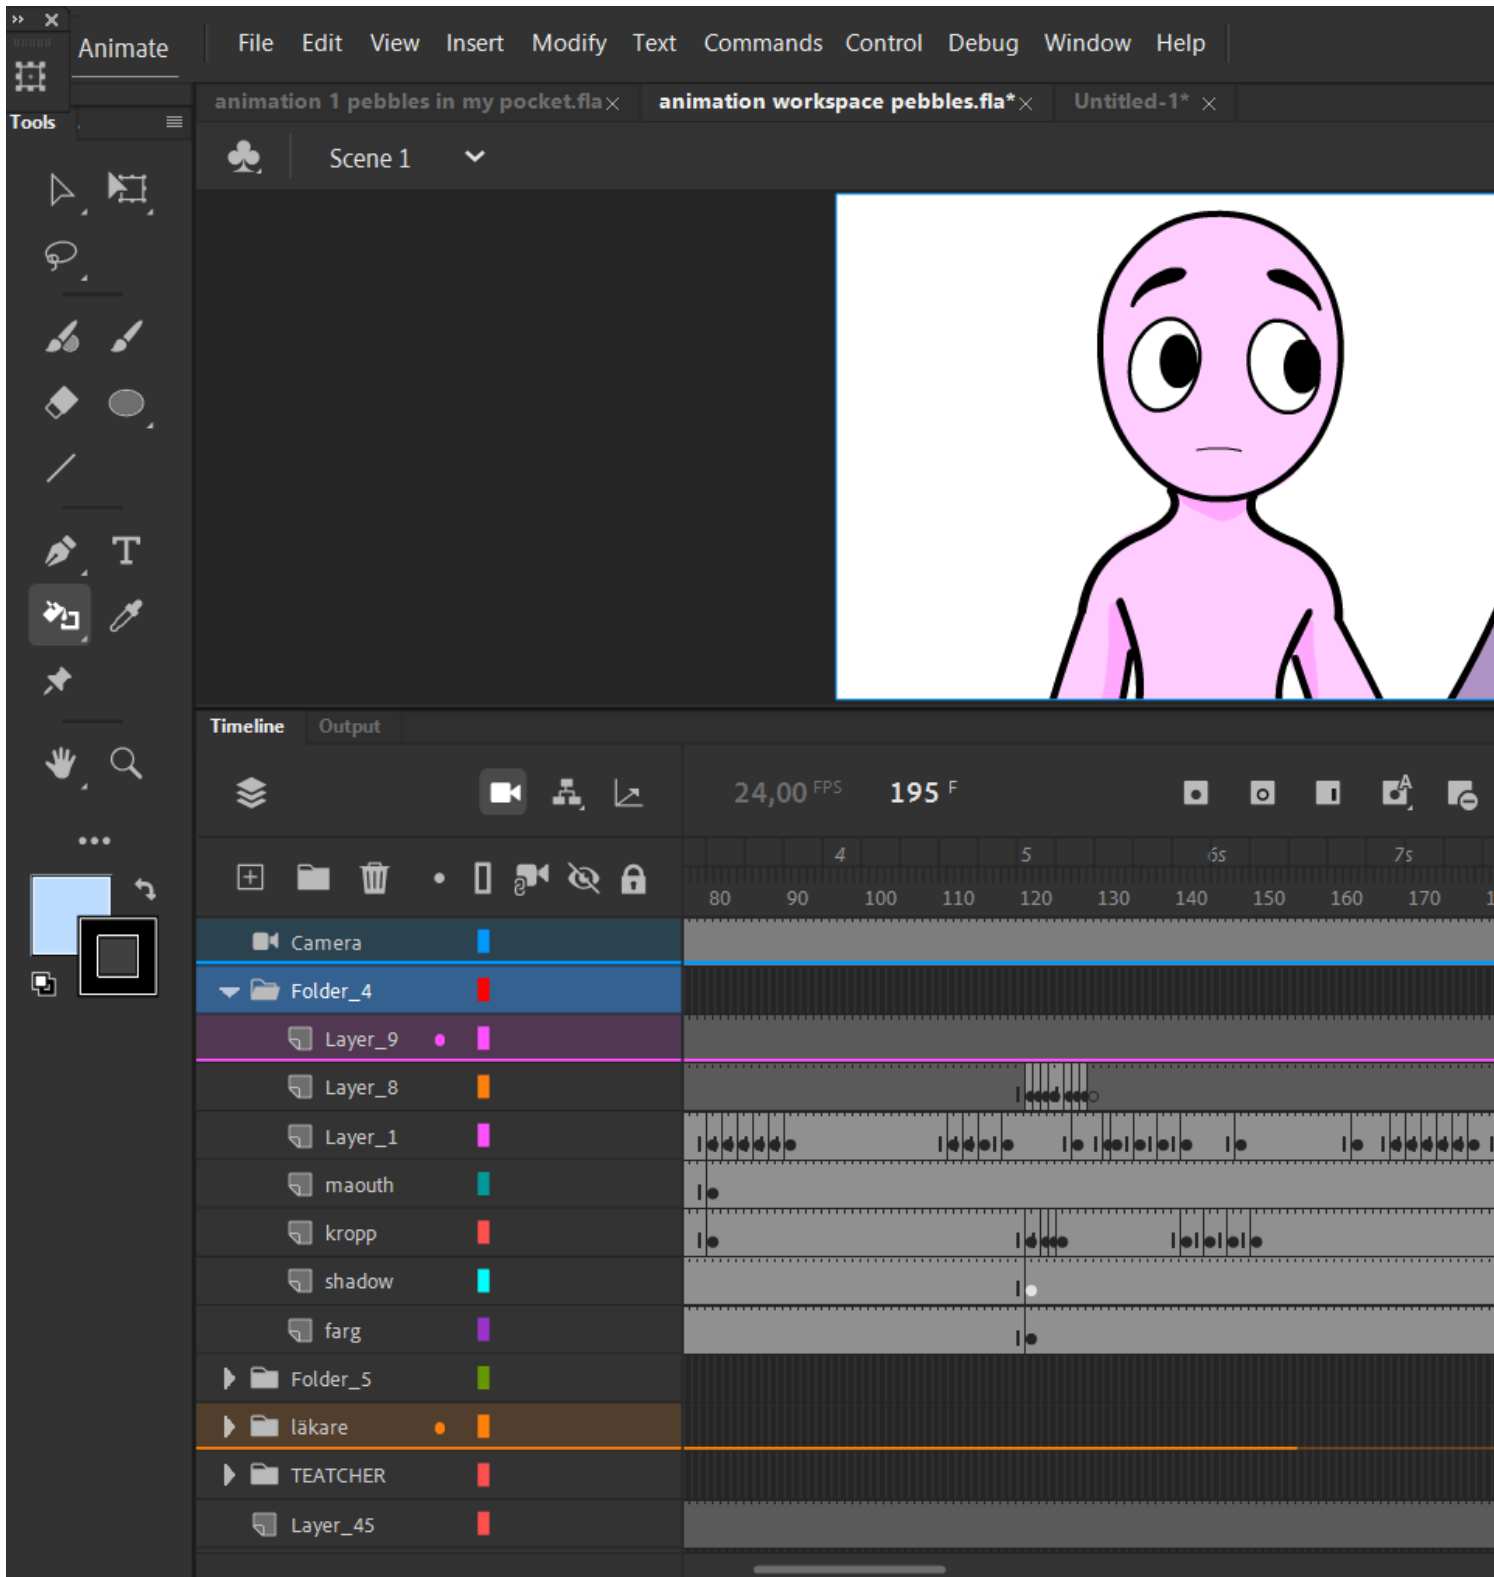 Animate File Edit View Insert Modify Text Commands Control Debug Window Help
animation 1 pebbles in my pocket.fla animation workspace pebbles.fla* Untitled-1*
Tools
Scene 1
Timeline Output
24,00 FPS 195 F
4 5 6s 7s
80 90 100 110 120 130 140 150 160 170 1
Camera
Folder_4
Layer_9
Layer_8
Layer_1
maouth
kropp
shadow
farg
Folder_5
läkare
TEATCHER
Layer_45